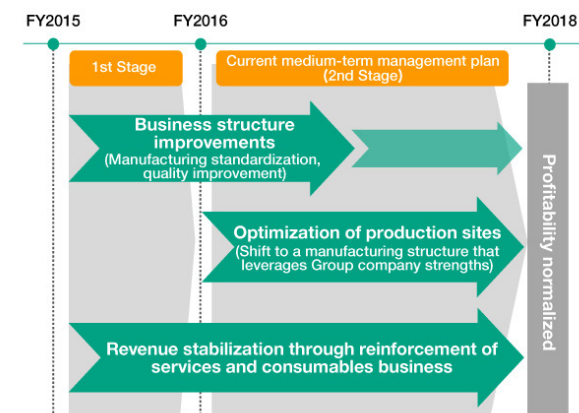 FY2015
FY2016
FY2018
1st Stage
Current medium-term management plan
(2nd Stage)
Business structure
improvements
(Manufacturing standardization,
quality improvement)
Optimization of production sites
(Shift to a manufacturing structure that
leverages Group company strengths)
Revenue stabilization through reinforcement of
services and consumables business
Profitability normalized